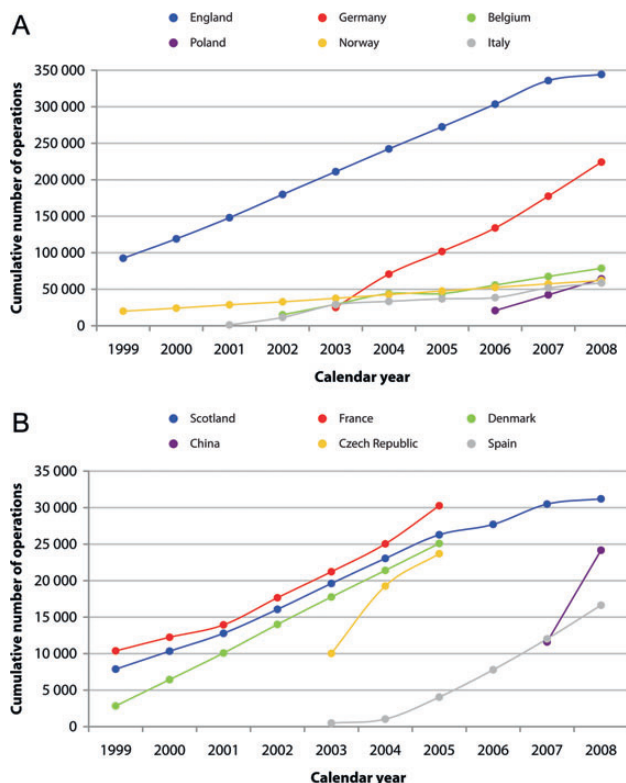 A
England Germany Belgium
Poland Norway Italy
Cumulative number of operations
350 000
300 000
250 000
200 000
150 000
100 000
50 000
0
1999 2000 2001 2002 2003 2004 2005 2006 2007 2008
Calendar year
B
Scotland France Denmark
China Czech Republic Spain
Cumulative number of operations
35 000
30 000
25 000
20 000
15 000
10 000
5 000
0
1999 2000 2001 2002 2003 2004 2005 2006 2007 2008
Calendar year